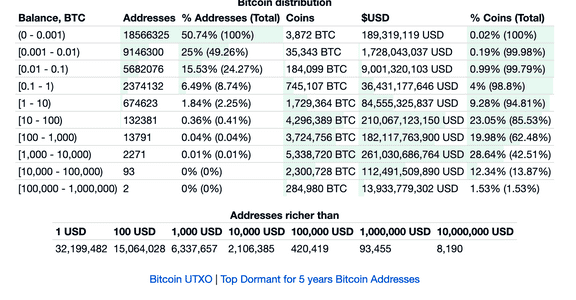 Bitcoin distribution
Balance, BTC Addresses % Addresses (Total) Coins $USD % Coins (Total)
(0 - 0.001) 18566325 50.74% (100%) 3,872 BTC 189,319,119 USD 0.02% (100%)
[0.001 - 0.01) 9146300 25% (49.26%) 35,343 BTC 1,728,043,037 USD 0.19% (99.98%)
[0.01 - 0.1) 5682076 15.53% (24.27%) 184,099 BTC 9,001,320,103 USD 0.99% (99.79%)
[0.1 - 1) 2374132 6.49% (8.74%) 745,107 BTC 36,431,177,646 USD 4% (98.8%)
[1 - 10) 674623 1.84% (2.25%) 1,729,364 BTC 84,555,325,837 USD 9.28% (94.81%)
[10 - 100) 132381 0.36% (0.41%) 4,296,389 BTC 210,067,123,150 USD 23.05% (85.53%)
[100 - 1,000) 13791 0.04% (0.04%) 3,724,756 BTC 182,117,763,900 USD 19.98% (62.48%)
[1,000 - 10,000) 2271 0.01% (0.01%) 5,338,720 BTC 261,030,686,764 USD 28.64% (42.51%)
[10,000 - 100,000) 93 0% (0%) 2,300,728 BTC 112,491,509,890 USD 12.34% (13.87%)
[100,000 - 1,000,000) 2 0% (0%) 284,980 BTC 13,933,779,302 USD 1.53% (1.53%)
Addresses richer than
1 USD 100 USD 1,000 USD 10,000 USD 100,000 USD 1,000,000 USD 10,000,000 USD
32,199,482 15,064,028 6,337,657 2,106,385 420,419 93,455 8,190
Bitcoin UTXO | Top Dormant for 5 years Bitcoin Addresses